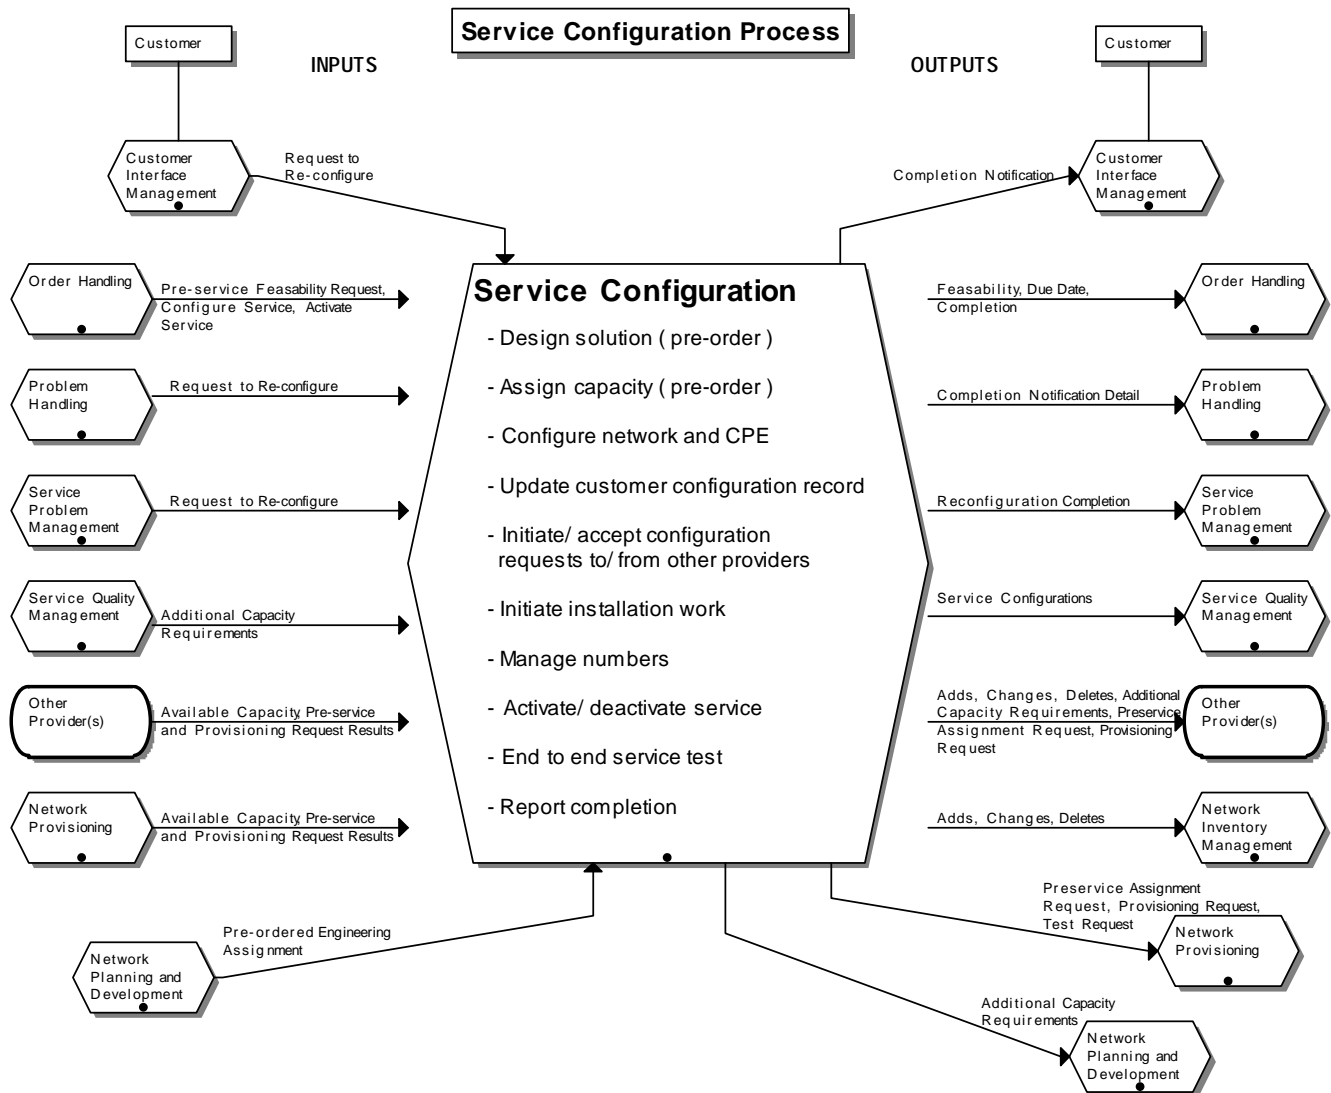 Service Configuration Process
Customer
INPUTS
OUTPUTS
Customer
Customer
Interface
Management
Request to
Re-configure
Completion Notification
Customer
Interface
Management
Order Handling
Pre-service Feasability Request,
Configure Service, Activate
Service
Problem
Handling
Request to Re-configure
Service
Problem
Management
Request to Re-configure
Service Quality
Management
Additional Capacity
Requirements
Other
Provider(s)
Available Capacity, Pre-service
and Provisioning Request Results
Network
Provisioning
Available Capacity, Pre-service
and Provisioning Request Results
Network
Planning and
Development
Pre-ordered Engineering
Assignment
Service Configuration
- Design solution ( pre-order )
- Assign capacity ( pre-order )
- Configure network and CPE
- Update customer configuration record
- Initiate/ accept configuration
requests to/ from other providers
- Initiate installation work
- Manage numbers
- Activate/ deactivate service
- End to end service test
- Report completion
Feasability, Due Date,
Completion
Order Handling
Completion Notification Detail
Problem
Handling
Reconfiguration Completion
Service
Problem
Management
Service Configurations
Service Quality
Management
Adds, Changes, Deletes, Additional
Capacity Requirements, Preservice
Assignment Request, Provisioning
Request
Other
Provider(s)
Adds, Changes, Deletes
Network
Inventory
Management
Preservice Assignment
Request, Provisioning Request,
Test Request
Network
Provisioning
Additional Capacity
Requirements
Network
Planning and
Development